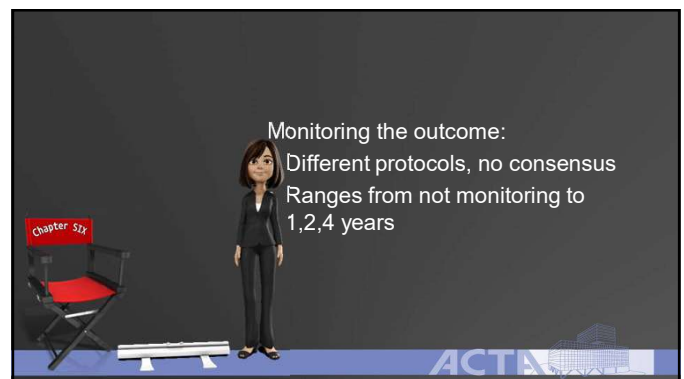 Monitoring the outcome:
Different protocols, no consensus
Ranges from not monitoring to
1,2,4 years
Chapter SIX
ACTA